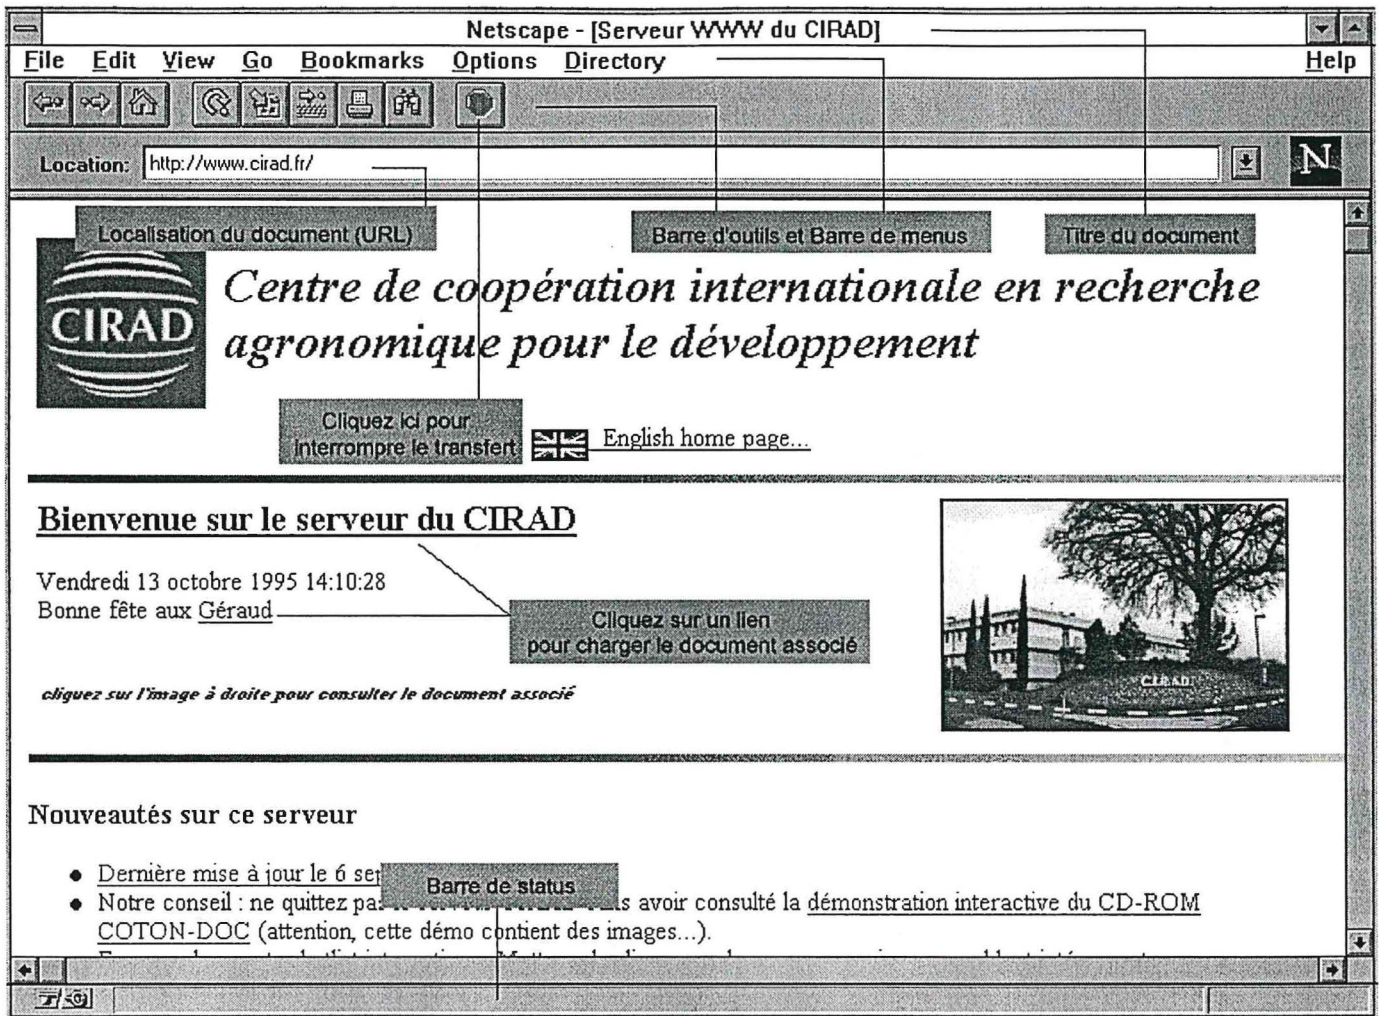 Netscape - [Serveur WWW du CIRAD]
File Edit View Go Bookmarks Options Directory Help
Location: http://www.cirad.fr/ N
Localisation du document (URL) Barre d'outils et Barre de menus Titre du document
CIRAD
Centre de coopération internationale en recherche
agronomique pour le développement
Cliquez ici pour
interrompre le transfert
English home page...
Bienvenue sur le serveur du CIRAD
Vendredi 13 octobre 1995 14:10:28
Bonne fête aux Géraud
Cliquez sur un lien
pour charger le document associé
CIRAD
cliquez sur l'image à droite pour consulter le document associé
Nouveautés sur ce serveur
Dernière mise à jour le 6
Barre de status
Notre conseil : ne quittez avoir consulté la démonstration interactive du CD-ROM
COTON-DOC (attention, cette démo contient des images...).